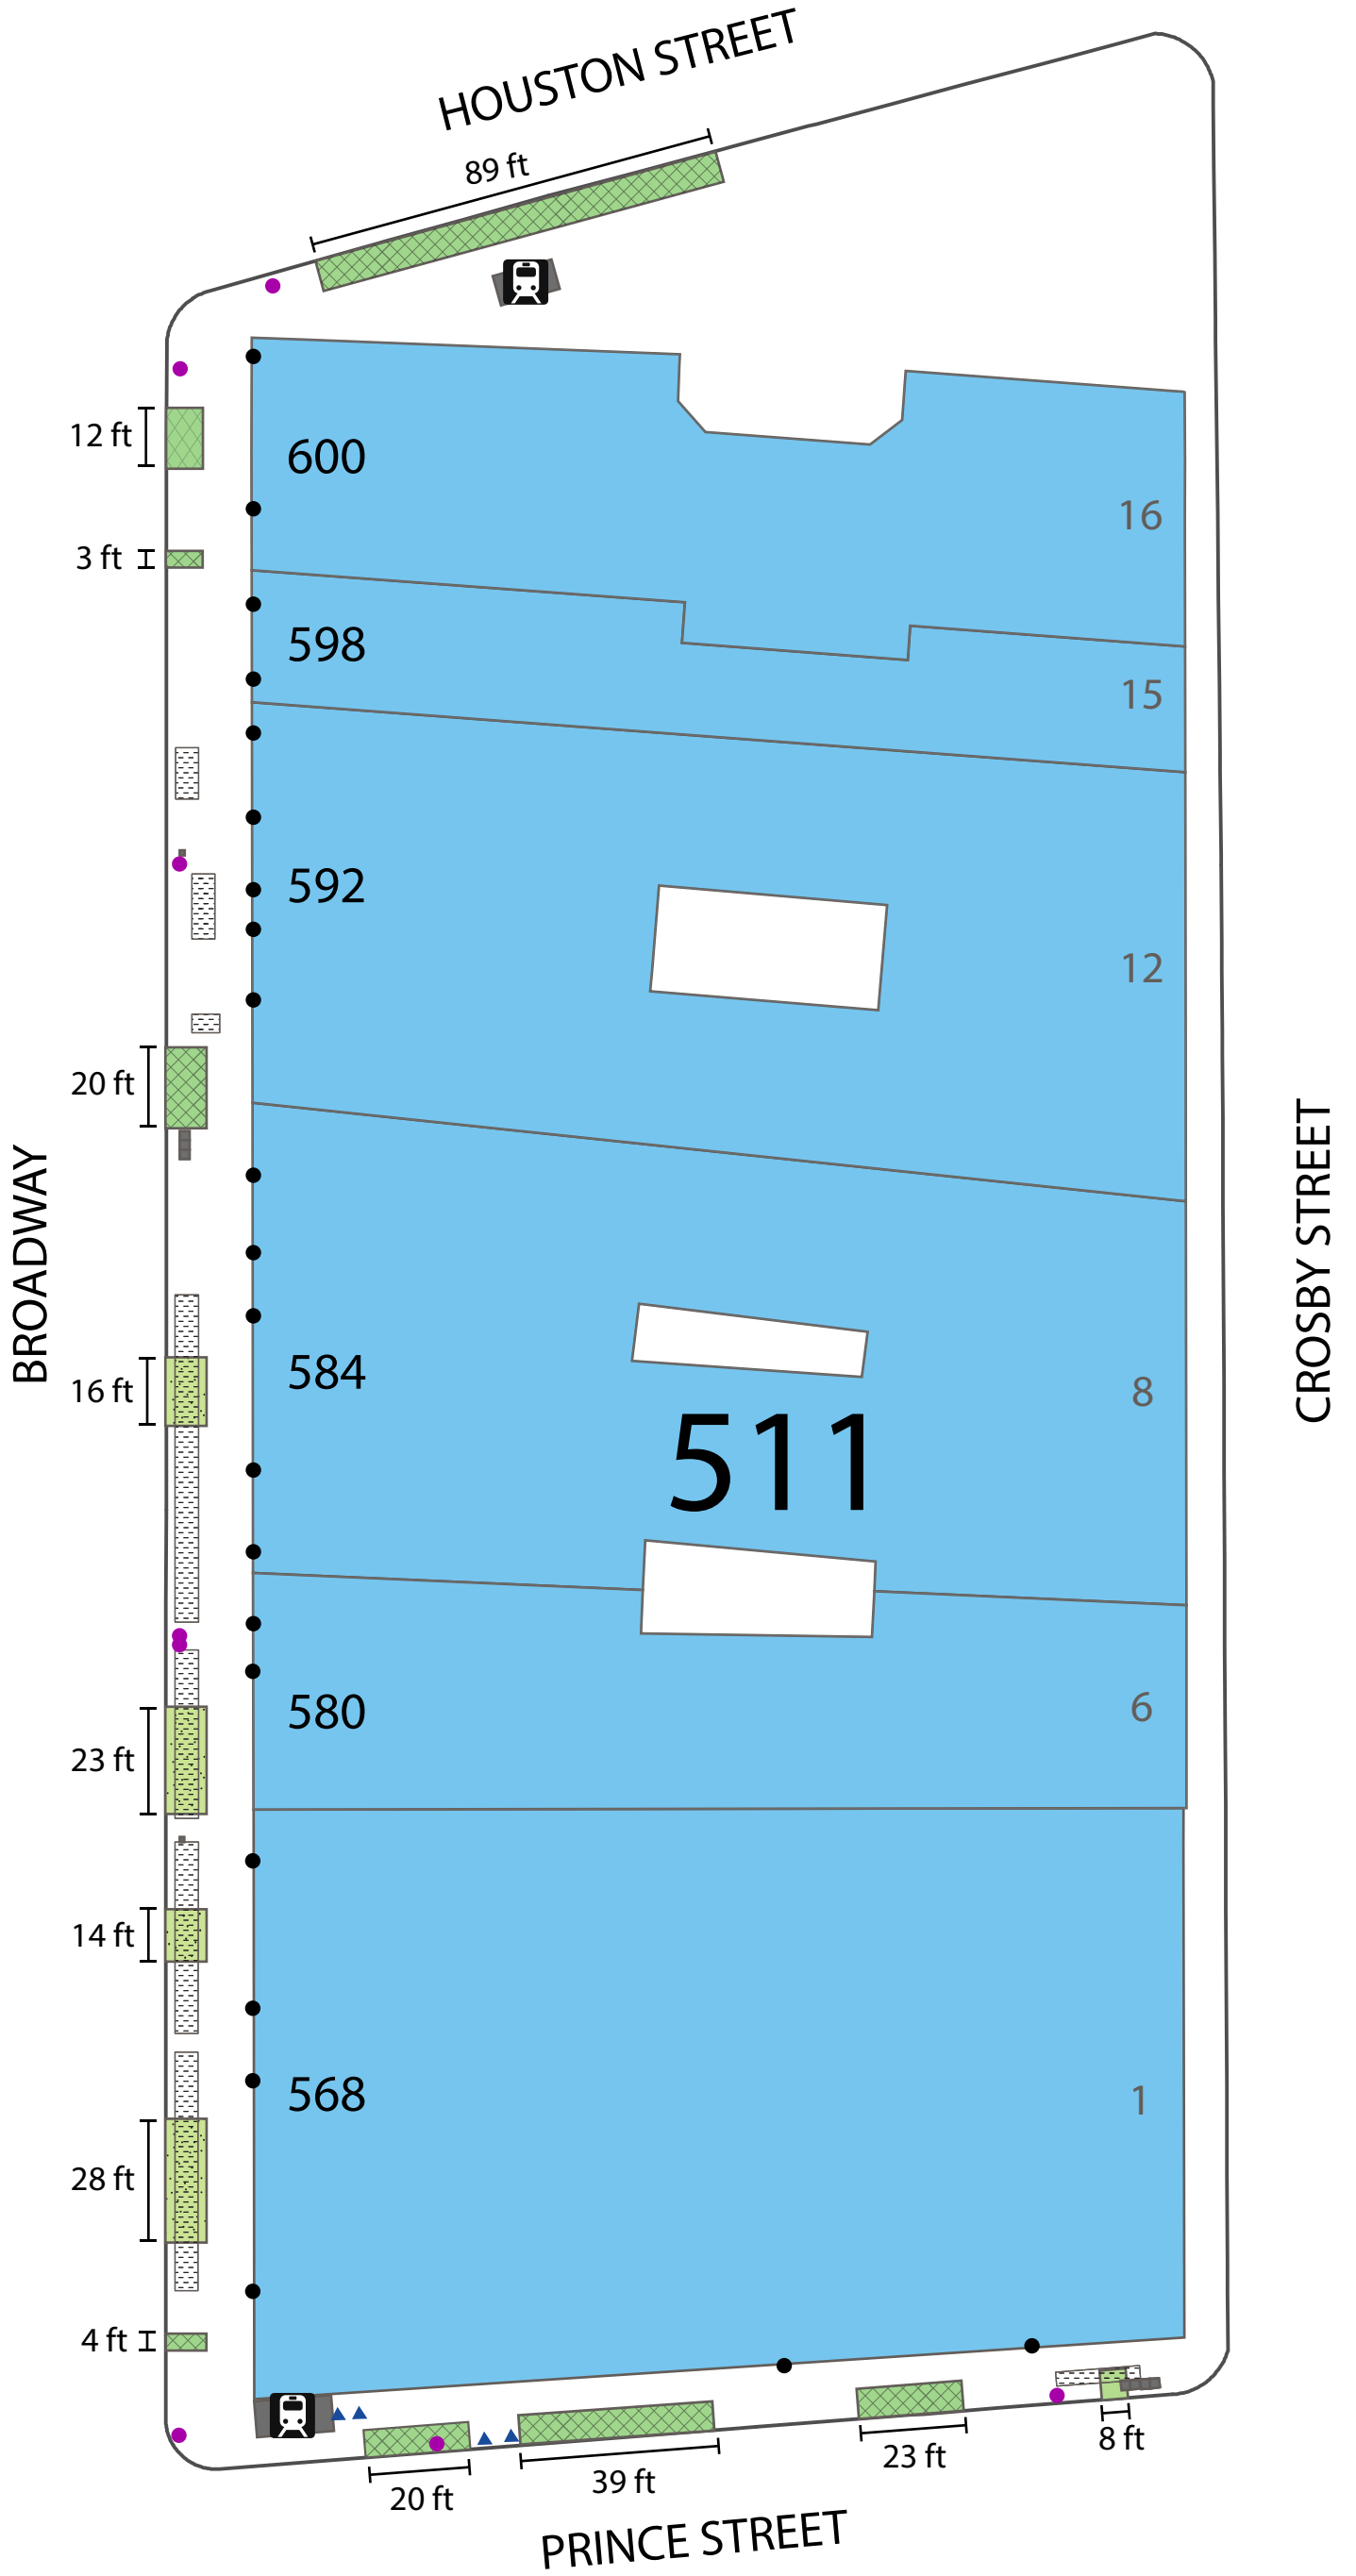 HOUSTON STREET
89 ft
12 ft
600
16
3 ft
598
15
592
12
20 ft
BROADWAY
CROSBY STREET
16 ft
584
8
511
580
6
23 ft
14 ft
568
1
28 ft
4 ft
8 ft
23 ft
39 ft
20 ft
PRINCE STREET